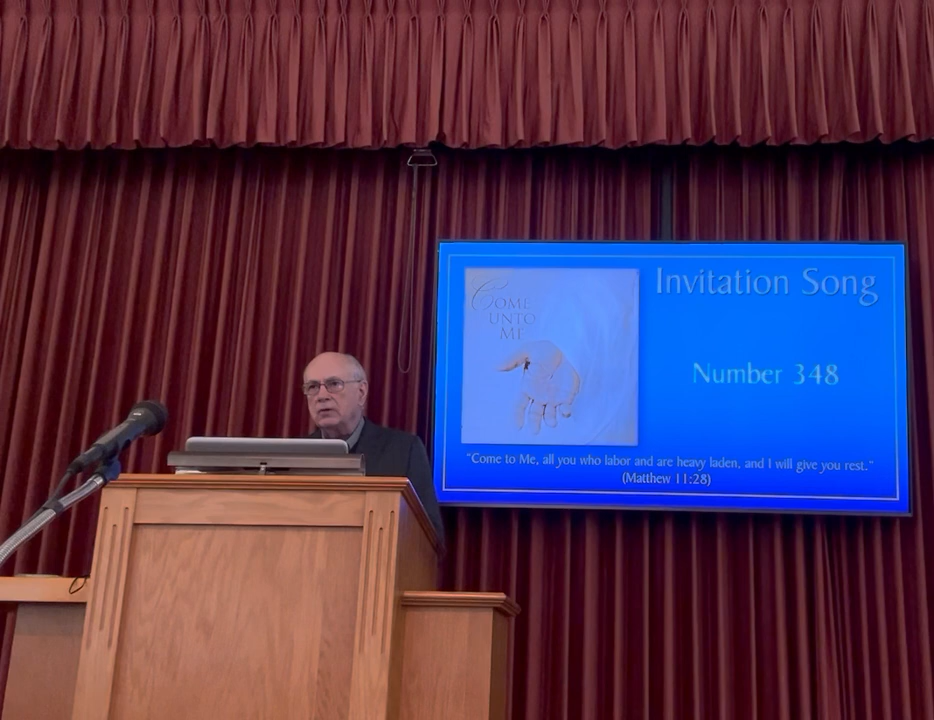 Invitation Song
COME
UNTO
ME
Number 348
"Come to Me, all you who labor and are heavy laden, and I will give you rest."
(Matthew 11:28)